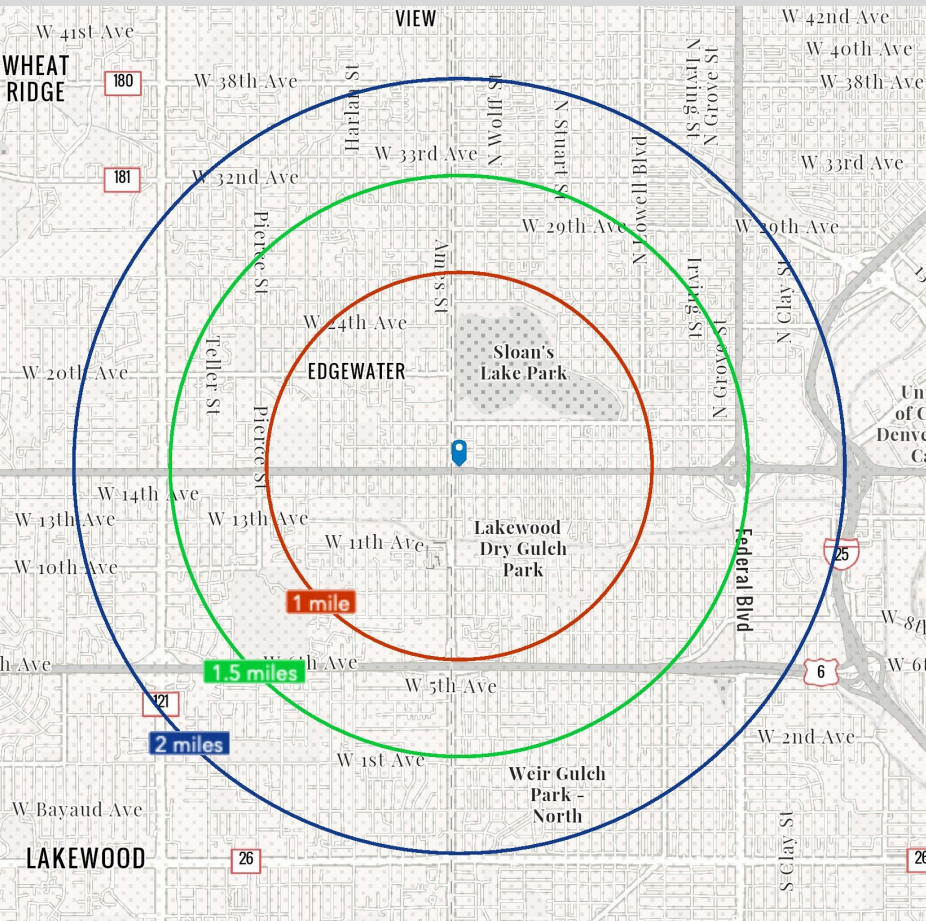 VIEW
W 42nd Ave
W 41st Ave
W 40th Ave
WHEAT
RIDGE
180
W 38th Ave
W 38th Ave
Harlan St
N Wolff St
N Stuart St
N Irving St
N Grove St
W 33rd Ave
N Lowell Blvd
W 33rd Ave
181
W 32nd Ave
Pierce St
W 29th Ave
W 29th Ave
Ames St
Irving St
N Clay St
W 24th Ave
Teller St
N Grove St
Sloan's
Lake Park
EDGEWATER
W 20th Ave
Pierce St
W 14th Ave
W 13th Ave
W 13th Ave
Lakewood
Dry Gulch
Park
W 11th Ave
W 10th Ave
Federal Blvd
25
1 mile
1.5 miles
W 6th Ave
6
W 5th Ave
121
2 miles
W 2nd Ave
W 1st Ave
Weir Gulch
Park -
North
W Bayaud Ave
S Clay St
LAKEWOOD
26
26